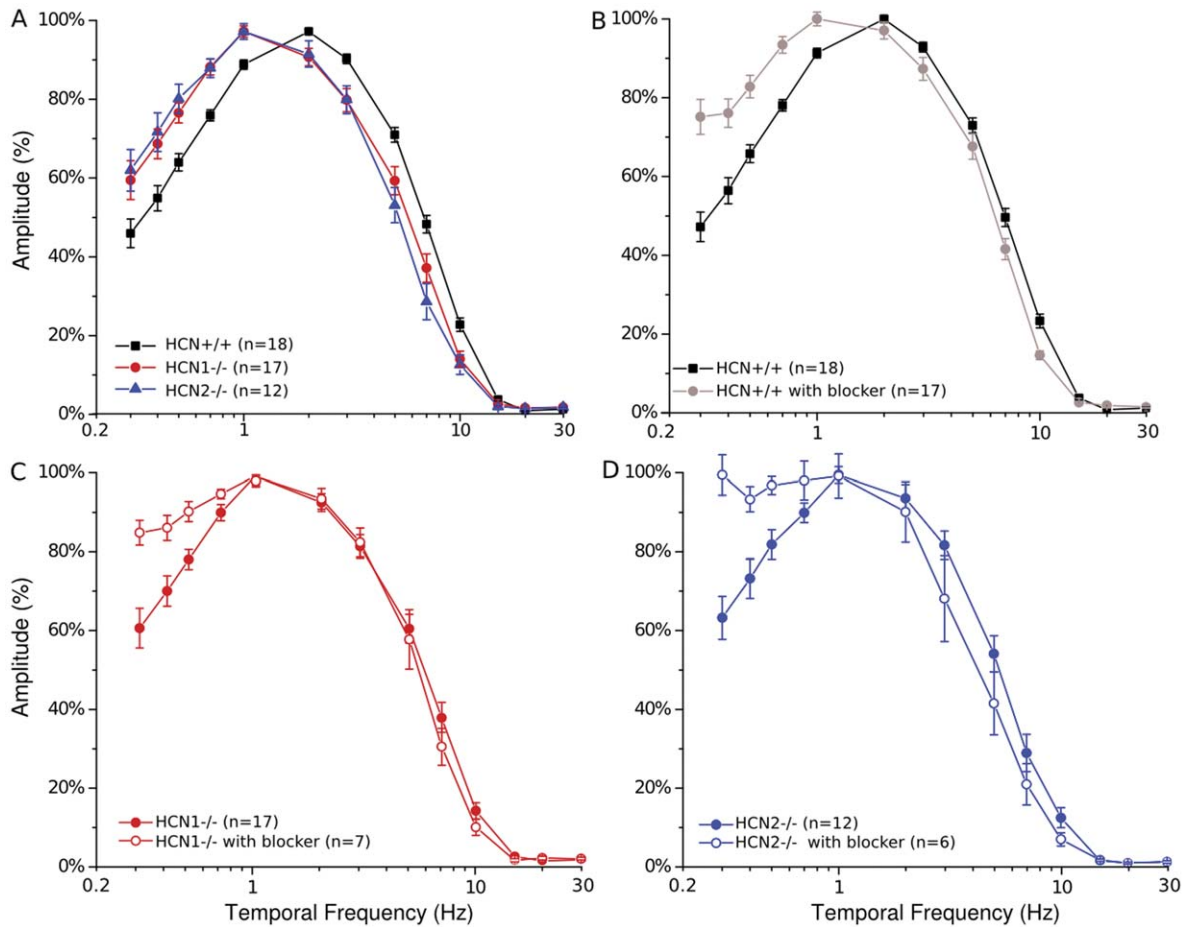 A
100%
80%
60%
40%
20%
0%
Amplitude (%)
HCN+/+ (n=18)
HCN1-/- (n=17)
HCN2-/- (n=12)
0.2
1
10
30
B
100%
80%
60%
40%
20%
0%
HCN+/+ (n=18)
HCN+/+ with blocker (n=17)
0.2
1
10
30
C
100%
80%
60%
40%
20%
0%
Amplitude (%)
HCN1-/- (n=17)
HCN1-/- with blocker (n=7)
0.2
1
10
30
Temporal Frequency (Hz)
D
100%
80%
60%
40%
20%
0%
HCN2-/- (n=12)
HCN2-/- with blocker (n=6)
0.2
1
10
30
Temporal Frequency (Hz)